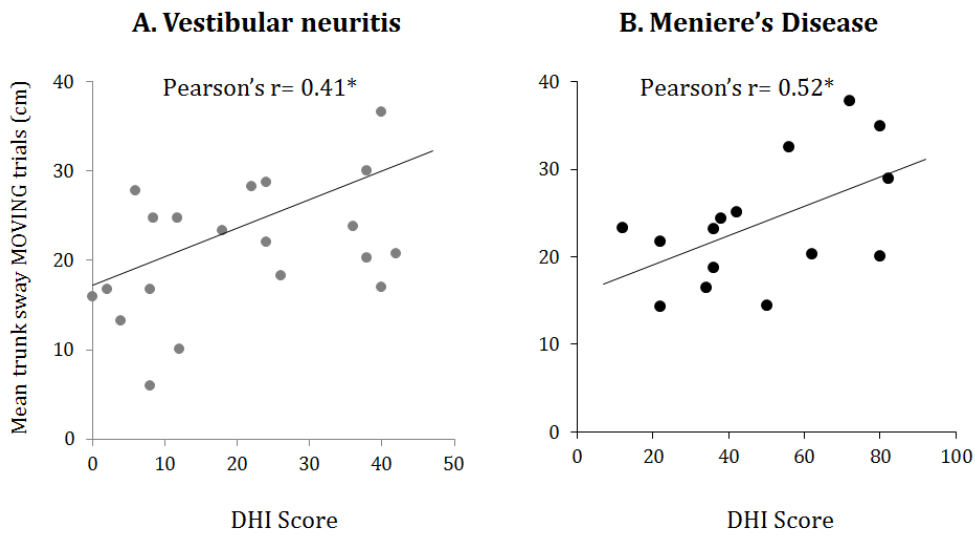 A. Vestibular neuritis
B. Meniere's Disease
Mean trunk sway MOVING trials (cm)
Pearson's r= 0.41*
40
30
20
10
0
0 10 20 30 40 50
DHI Score
Pearson's r= 0.52*
40
30
20
10
0
0 20 40 60 80 100
DHI Score